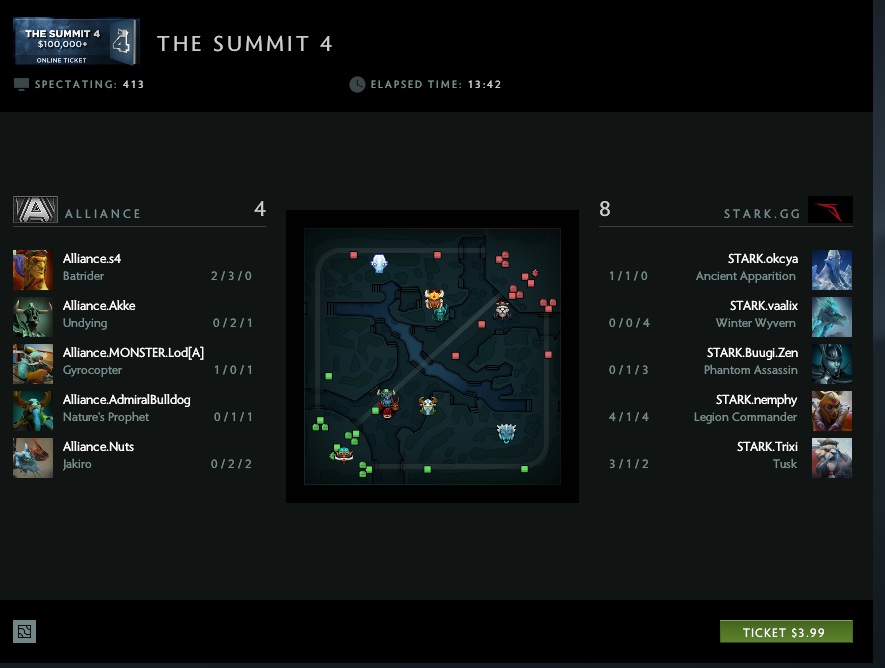 THE SUMMIT 4
$100,000+
ONLINE TICKET
4
THE SUMMIT 4
SPECTATING: 413
ELAPSED TIME: 13:42
A ALLIANCE 4
8 STARK.GG
Alliance.s4
Batrider 2/3/0
Alliance.Akke
Undying 0/2/1
Alliance.MONSTER.Lod[A]
Gyrocopter 1/0/1
Alliance.AdmiralBulldog
Nature's Prophet 0/1/1
Alliance.Nuts
Jakiro 0/2/2
STARK.okcya
1/1/0 Ancient Apparition
STARK.vaalix
0/0/4 Winter Wyvern
STARK.Buugi.Zen
0/1/3 Phantom Assassin
STARK.nemphy
4/1/4 Legion Commander
STARK.Trixi
3/1/2 Tusk
TICKET $3.99